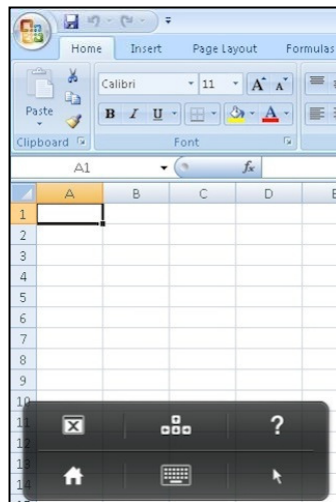 Home Insert Page Layout Formulas
Calibri 11 A A
Paste B I U A
Clipboard Font
A1 fx
A B C D E
1
2
3
4
5
6
7
8
9
10
11
12
13
14
?